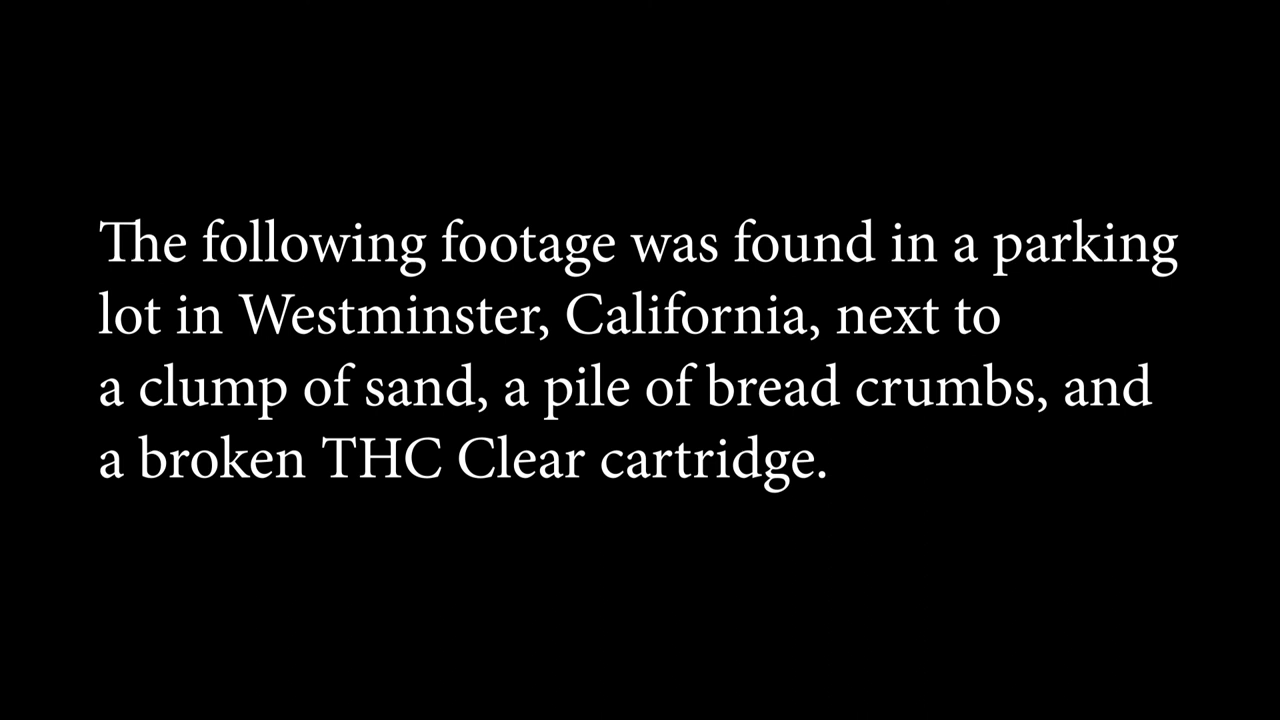 The following footage was found in a parking
lot in Westminster, California, next to
a clump of sand, a pile of bread crumbs, and
a broken THC Clear cartridge.